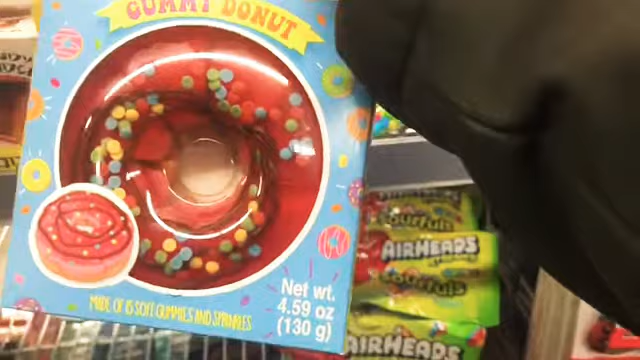 GUMMY DONUT
MADE OF 15 SOFT GUMMIES AND SPRINKLES
Net wt.
4.59 oz
(130 g)
AIRHEADS
sourfuls
AIRHEADS
sourfuls
AIRHEADS